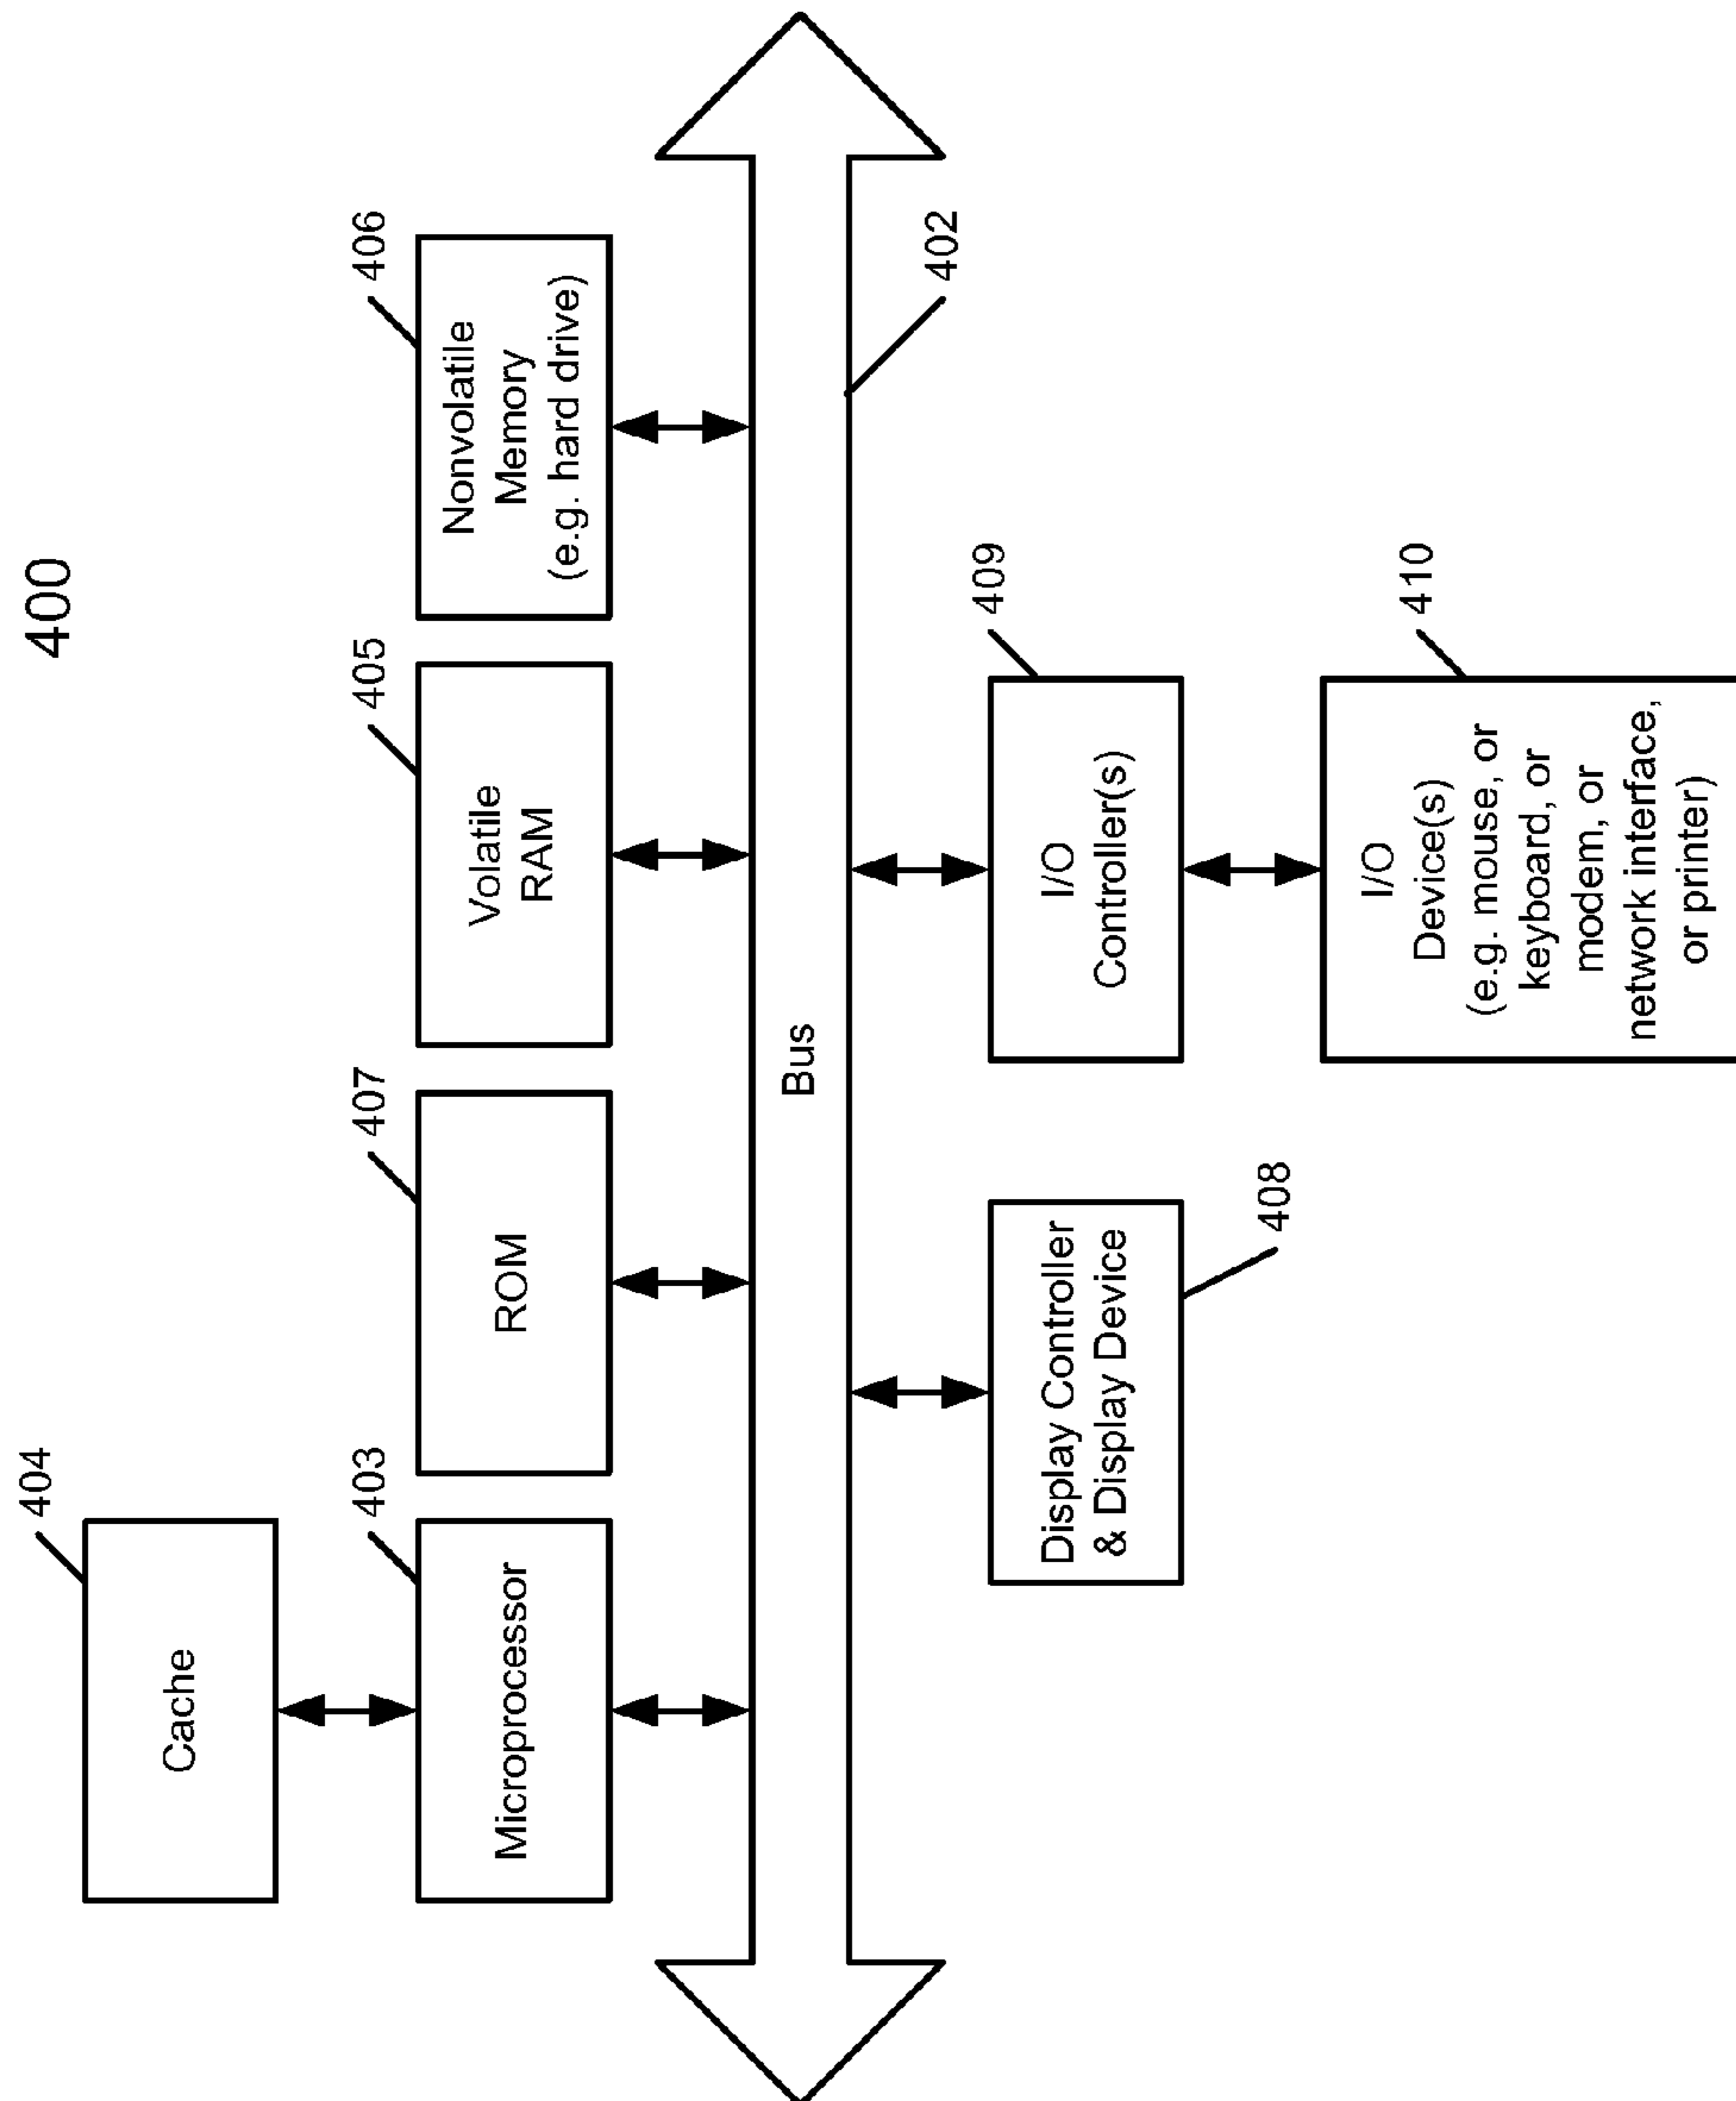 400
404
Cache
403
Microprocessor
407
ROM
405
Volatile
RAM
406
Nonvolatile
Memory
(e.g. hard drive)
Bus
402
Display Controller
& Display Device
408
409
I/O
Controller(s)
410
I/O
Device(s)
(e.g. mouse, or
keyboard, or
modem, or
network interface,
or printer)